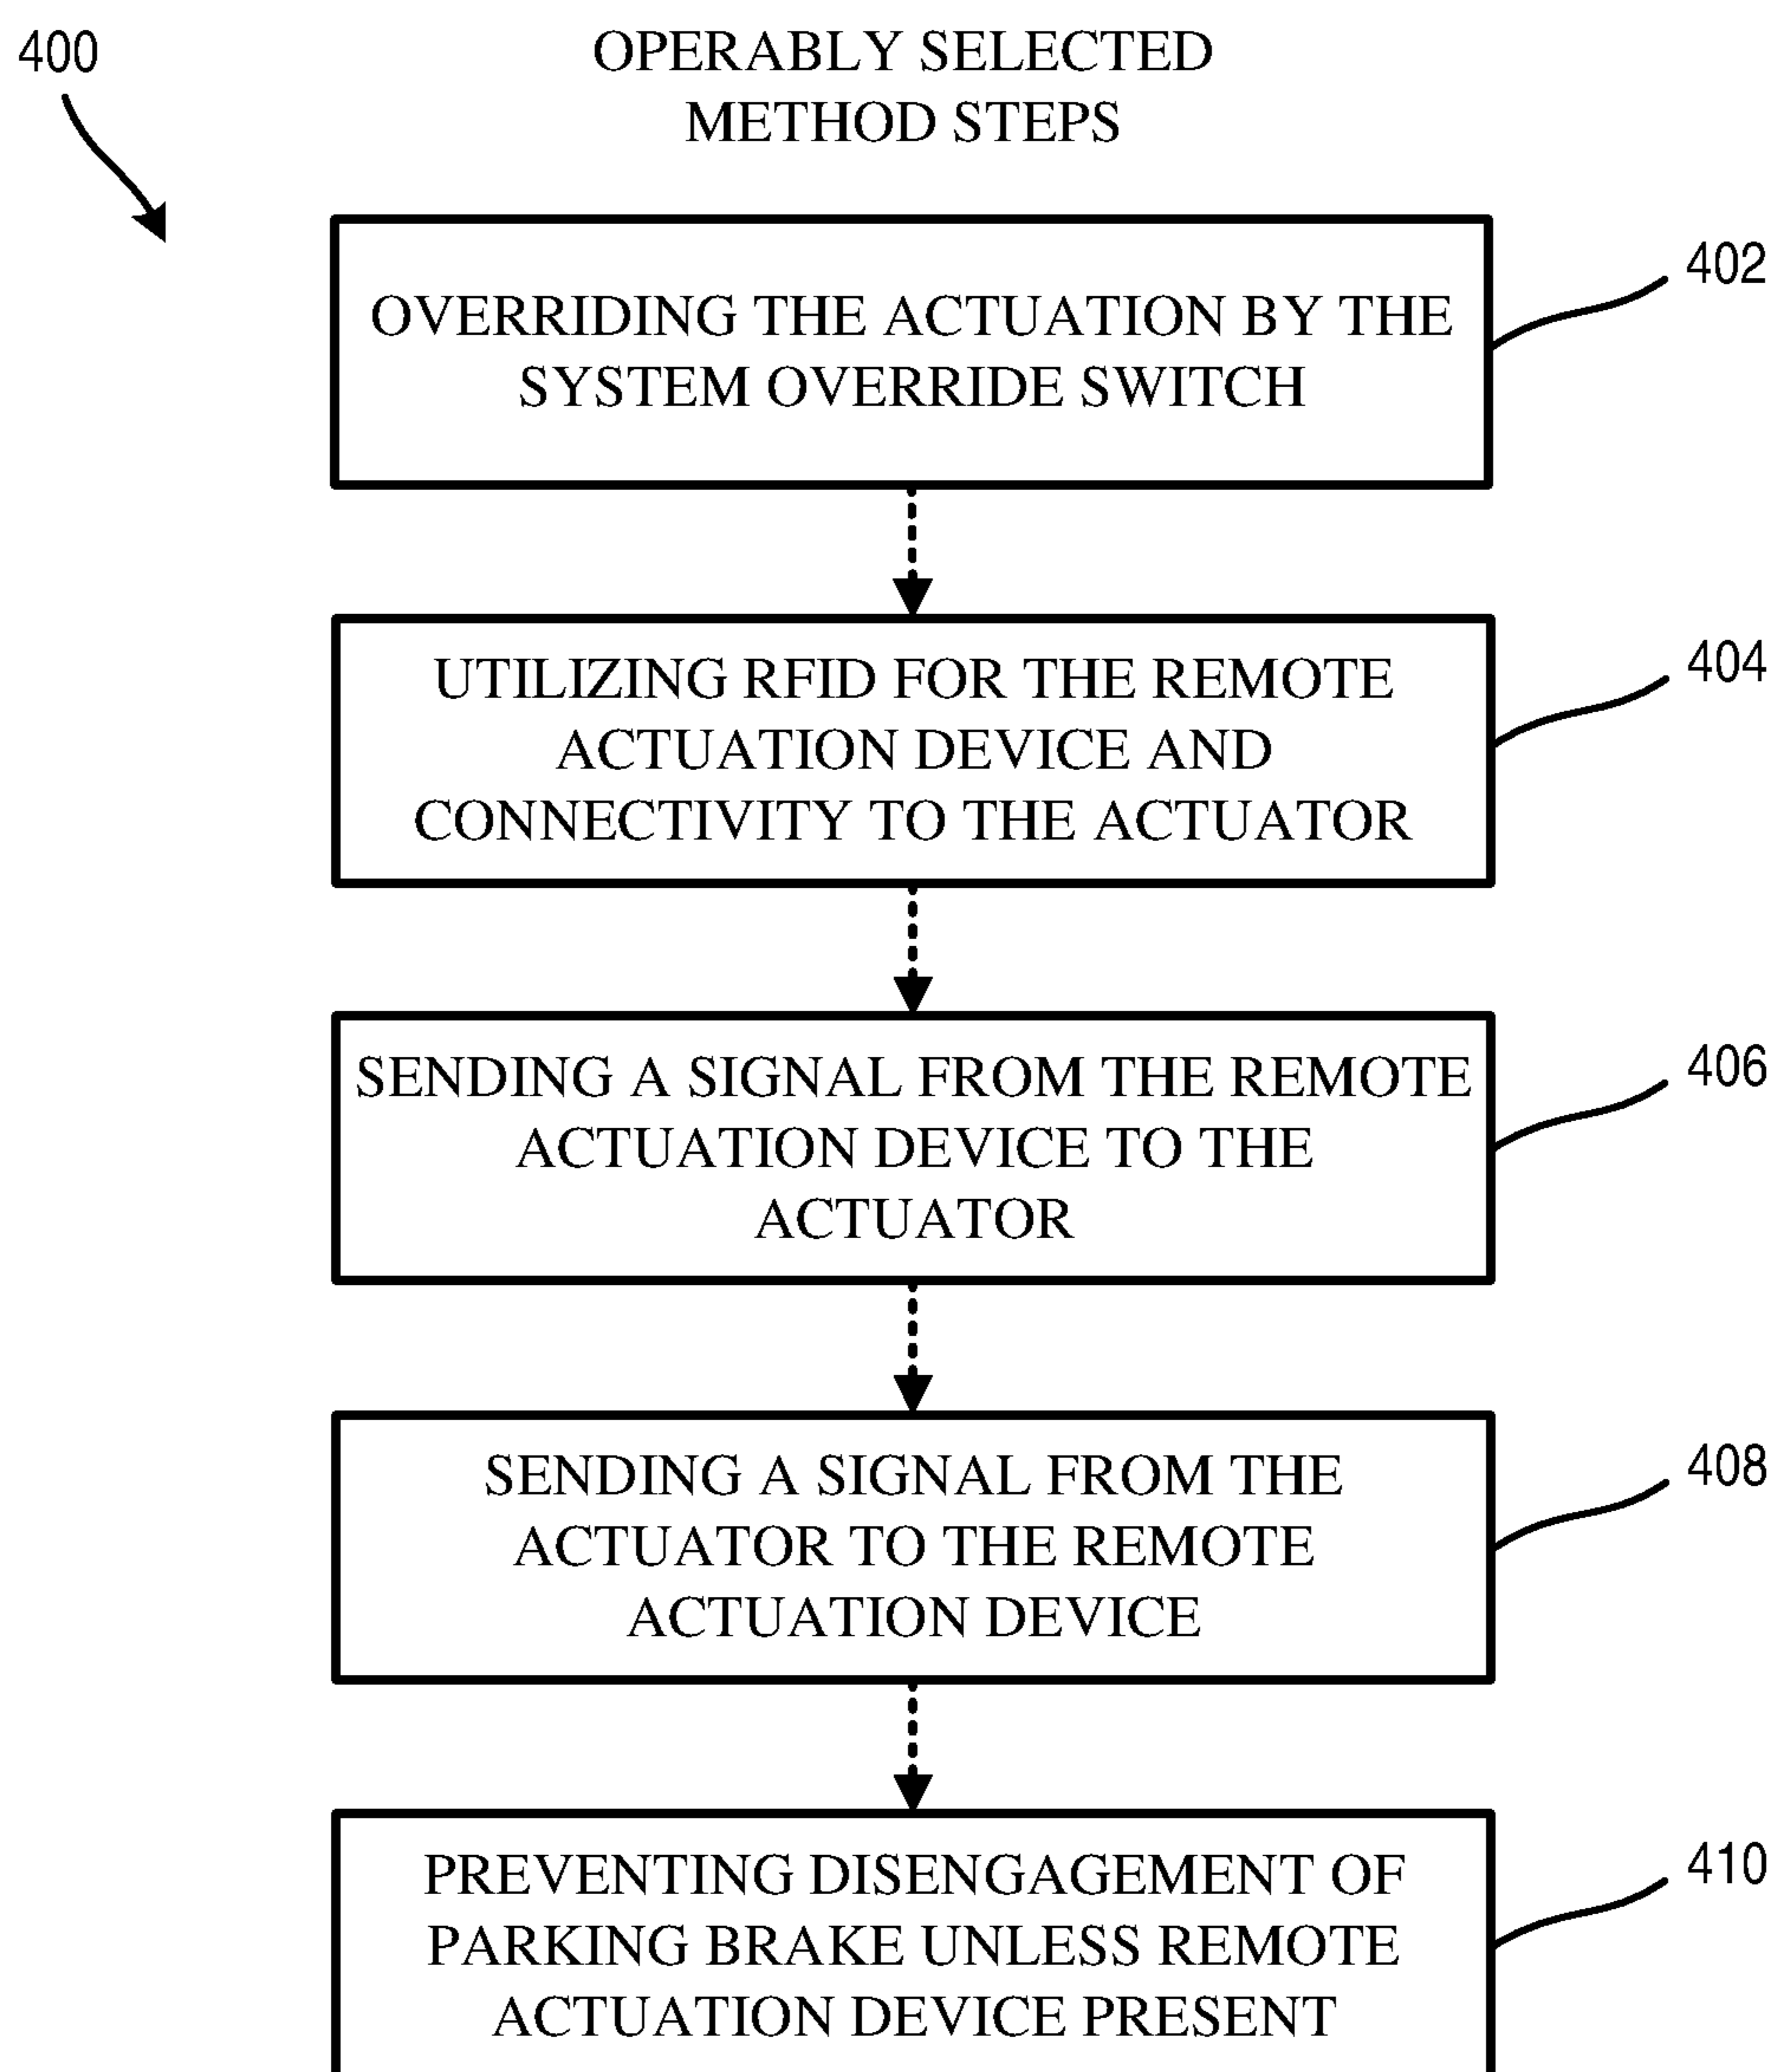 400
OPERABLY SELECTED
METHOD STEPS
OVERRIDING THE ACTUATION BY THE
SYSTEM OVERRIDE SWITCH
402
UTILIZING RFID FOR THE REMOTE
ACTUATION DEVICE AND
CONNECTIVITY TO THE ACTUATOR
404
SENDING A SIGNAL FROM THE REMOTE
ACTUATION DEVICE TO THE
ACTUATOR
406
SENDING A SIGNAL FROM THE
ACTUATOR TO THE REMOTE
ACTUATION DEVICE
408
PREVENTING DISENGAGEMENT OF
PARKING BRAKE UNLESS REMOTE
ACTUATION DEVICE PRESENT
410